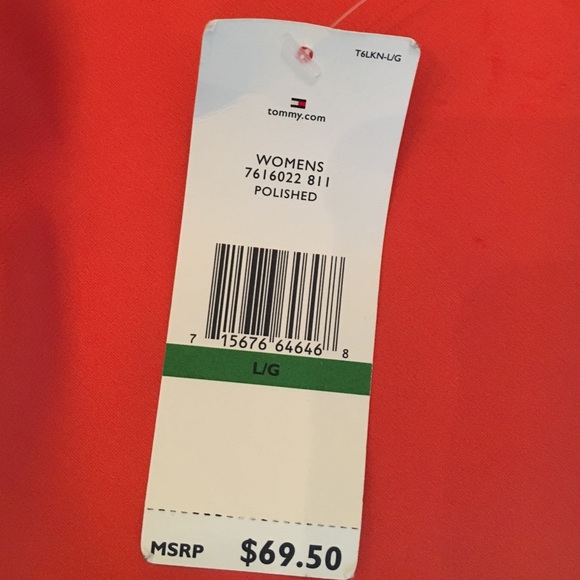 T6LKN-L/G
tommy.com
WOMENS
7616022 811
POLISHED
7 15676 64646 8
L/G
MSRP $69.50